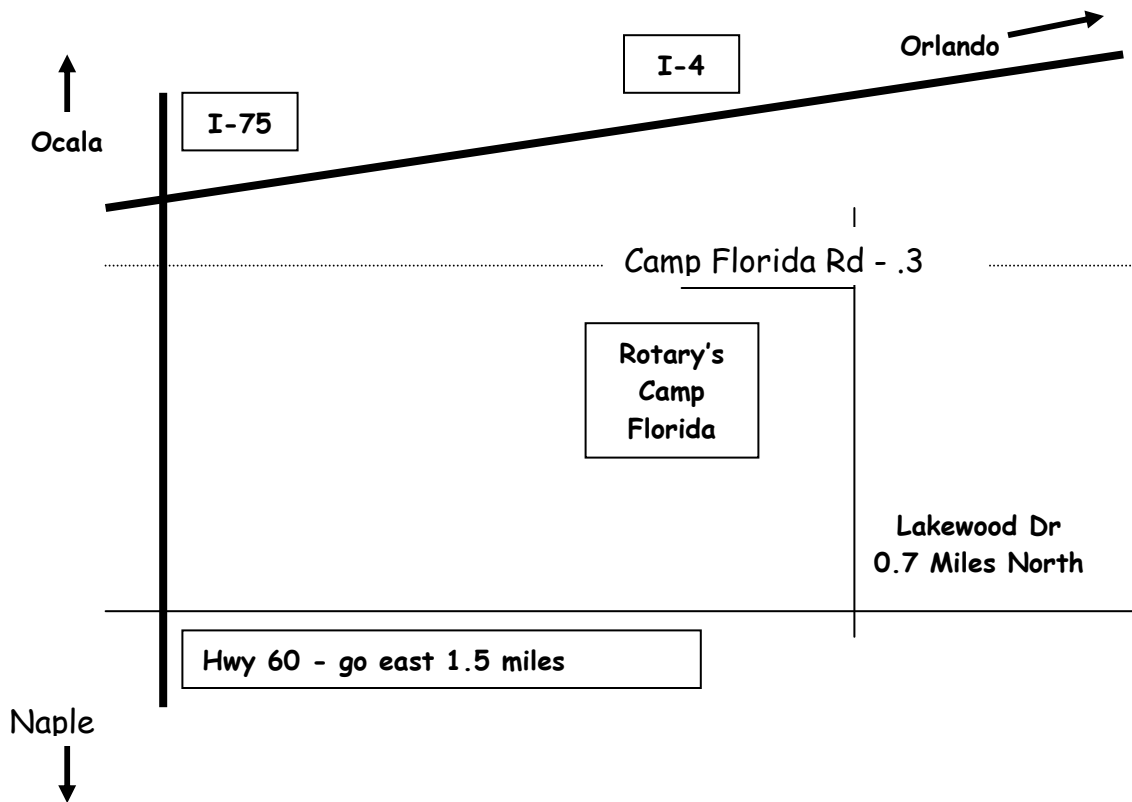 Orlando
I-4
I-75
Ocala
Camp Florida Rd - .3
Rotary's
Camp
Florida
Lakewood Dr
0.7 Miles North
Hwy 60 - go east 1.5 miles
Naple